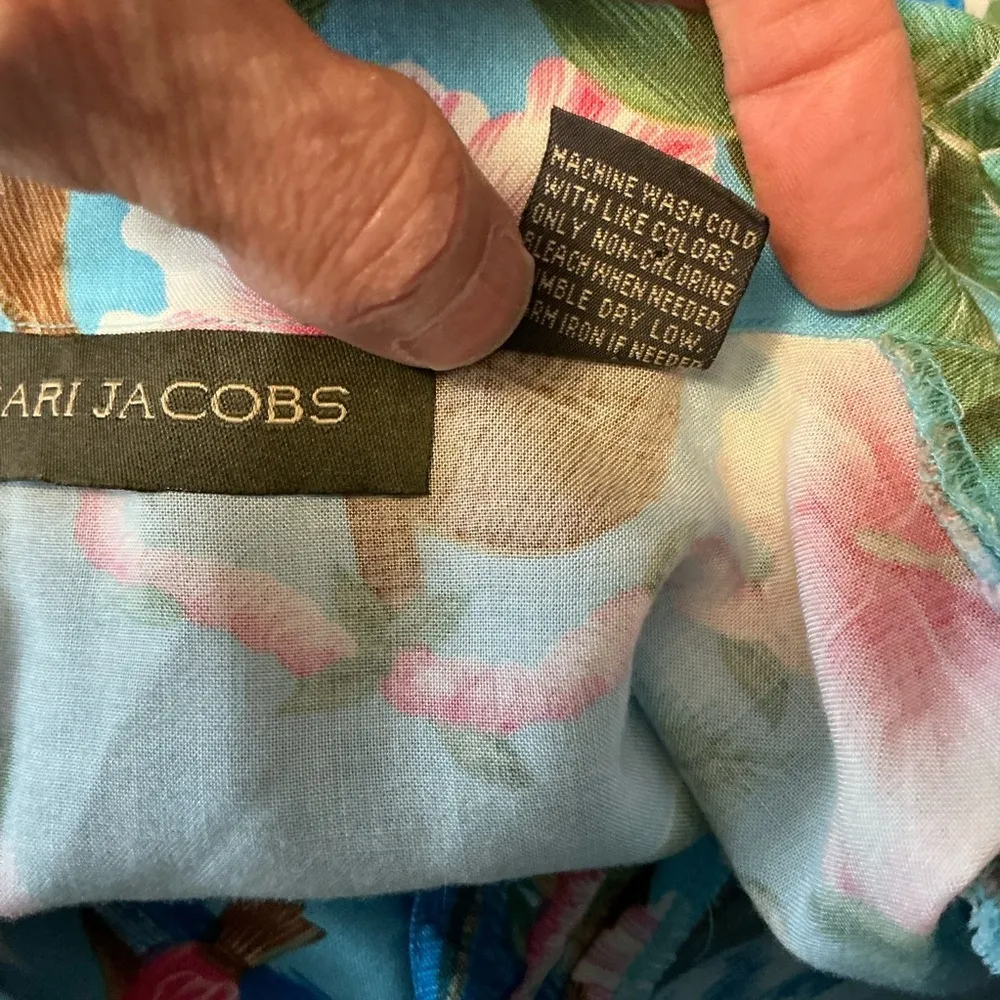 MACHINE WASH COLD
WITH LIKE COLORS.
ONLY NON-CALORINE
BLEACH WHEN NEEDED.
MBLE DRY LOW.
RM IRON IF NEEDED
ARI JACOBS